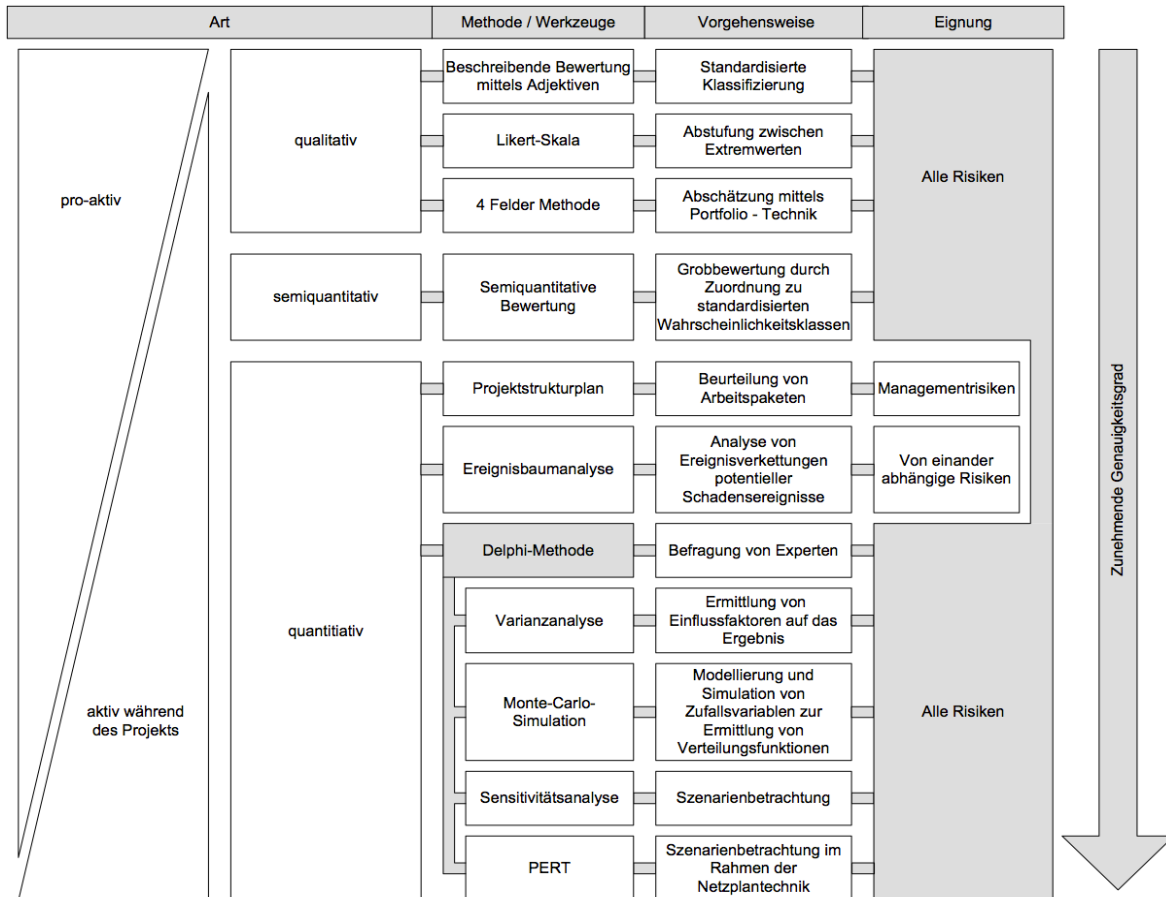 Art
Methode / Werkzeuge
Vorgehensweise
Eignung
pro-aktiv
aktiv während
des Projekts
qualitativ
Beschreibende Bewertung
mittels Adjektiven
Standardisierte
Klassifizierung
Likert-Skala
Abstufung zwischen
Extremwerten
4 Felder Methode
Abschätzung mittels
Portfolio - Technik
Alle Risiken
semiquantitativ
Semiquantitative
Bewertung
Grobbewertung durch
Zuordnung zu
standardisierten
Wahrscheinlichkeitsklassen
quantitiativ
Projektstrukturplan
Beurteilung von
Arbeitspaketen
Managementrisiken
Ereignisbaumanalyse
Analyse von
Ereignisverkettungen
potentieller
Schadensereignisse
Von einander
abhängige Risiken
Delphi-Methode
Befragung von Experten
Varianzanalyse
Ermittlung von
Einflussfaktoren auf das
Ergebnis
Monte-Carlo-
Simulation
Modellierung und
Simulation von
Zufallsvariablen zur
Ermittlung von
Verteilungsfunktionen
Alle Risiken
Sensitivitätsanalyse
Szenarienbetrachtung
PERT
Szenarienbetrachtung im
Rahmen der
Netzplantechnik
Zunehmende Genauigkeitsgrad